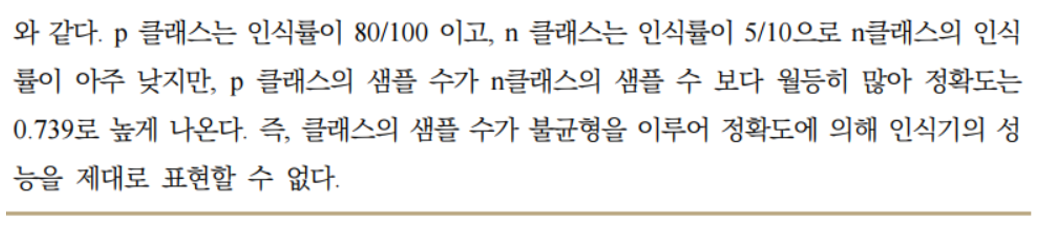 와 같다. p 클래스는 인식률이 80/100 이고, n 클래스는 인식률이 5/10으로 n클래스의 인식
률이 아주 낮지만, p 클래스의 샘플 수가 n클래스의 샘플 수 보다 월등히 많아 정확도는
0.739로 높게 나온다. 즉, 클래스의 샘플 수가 불균형을 이루어 정확도에 의해 인식기의 성
능을 제대로 표현할 수 없다.